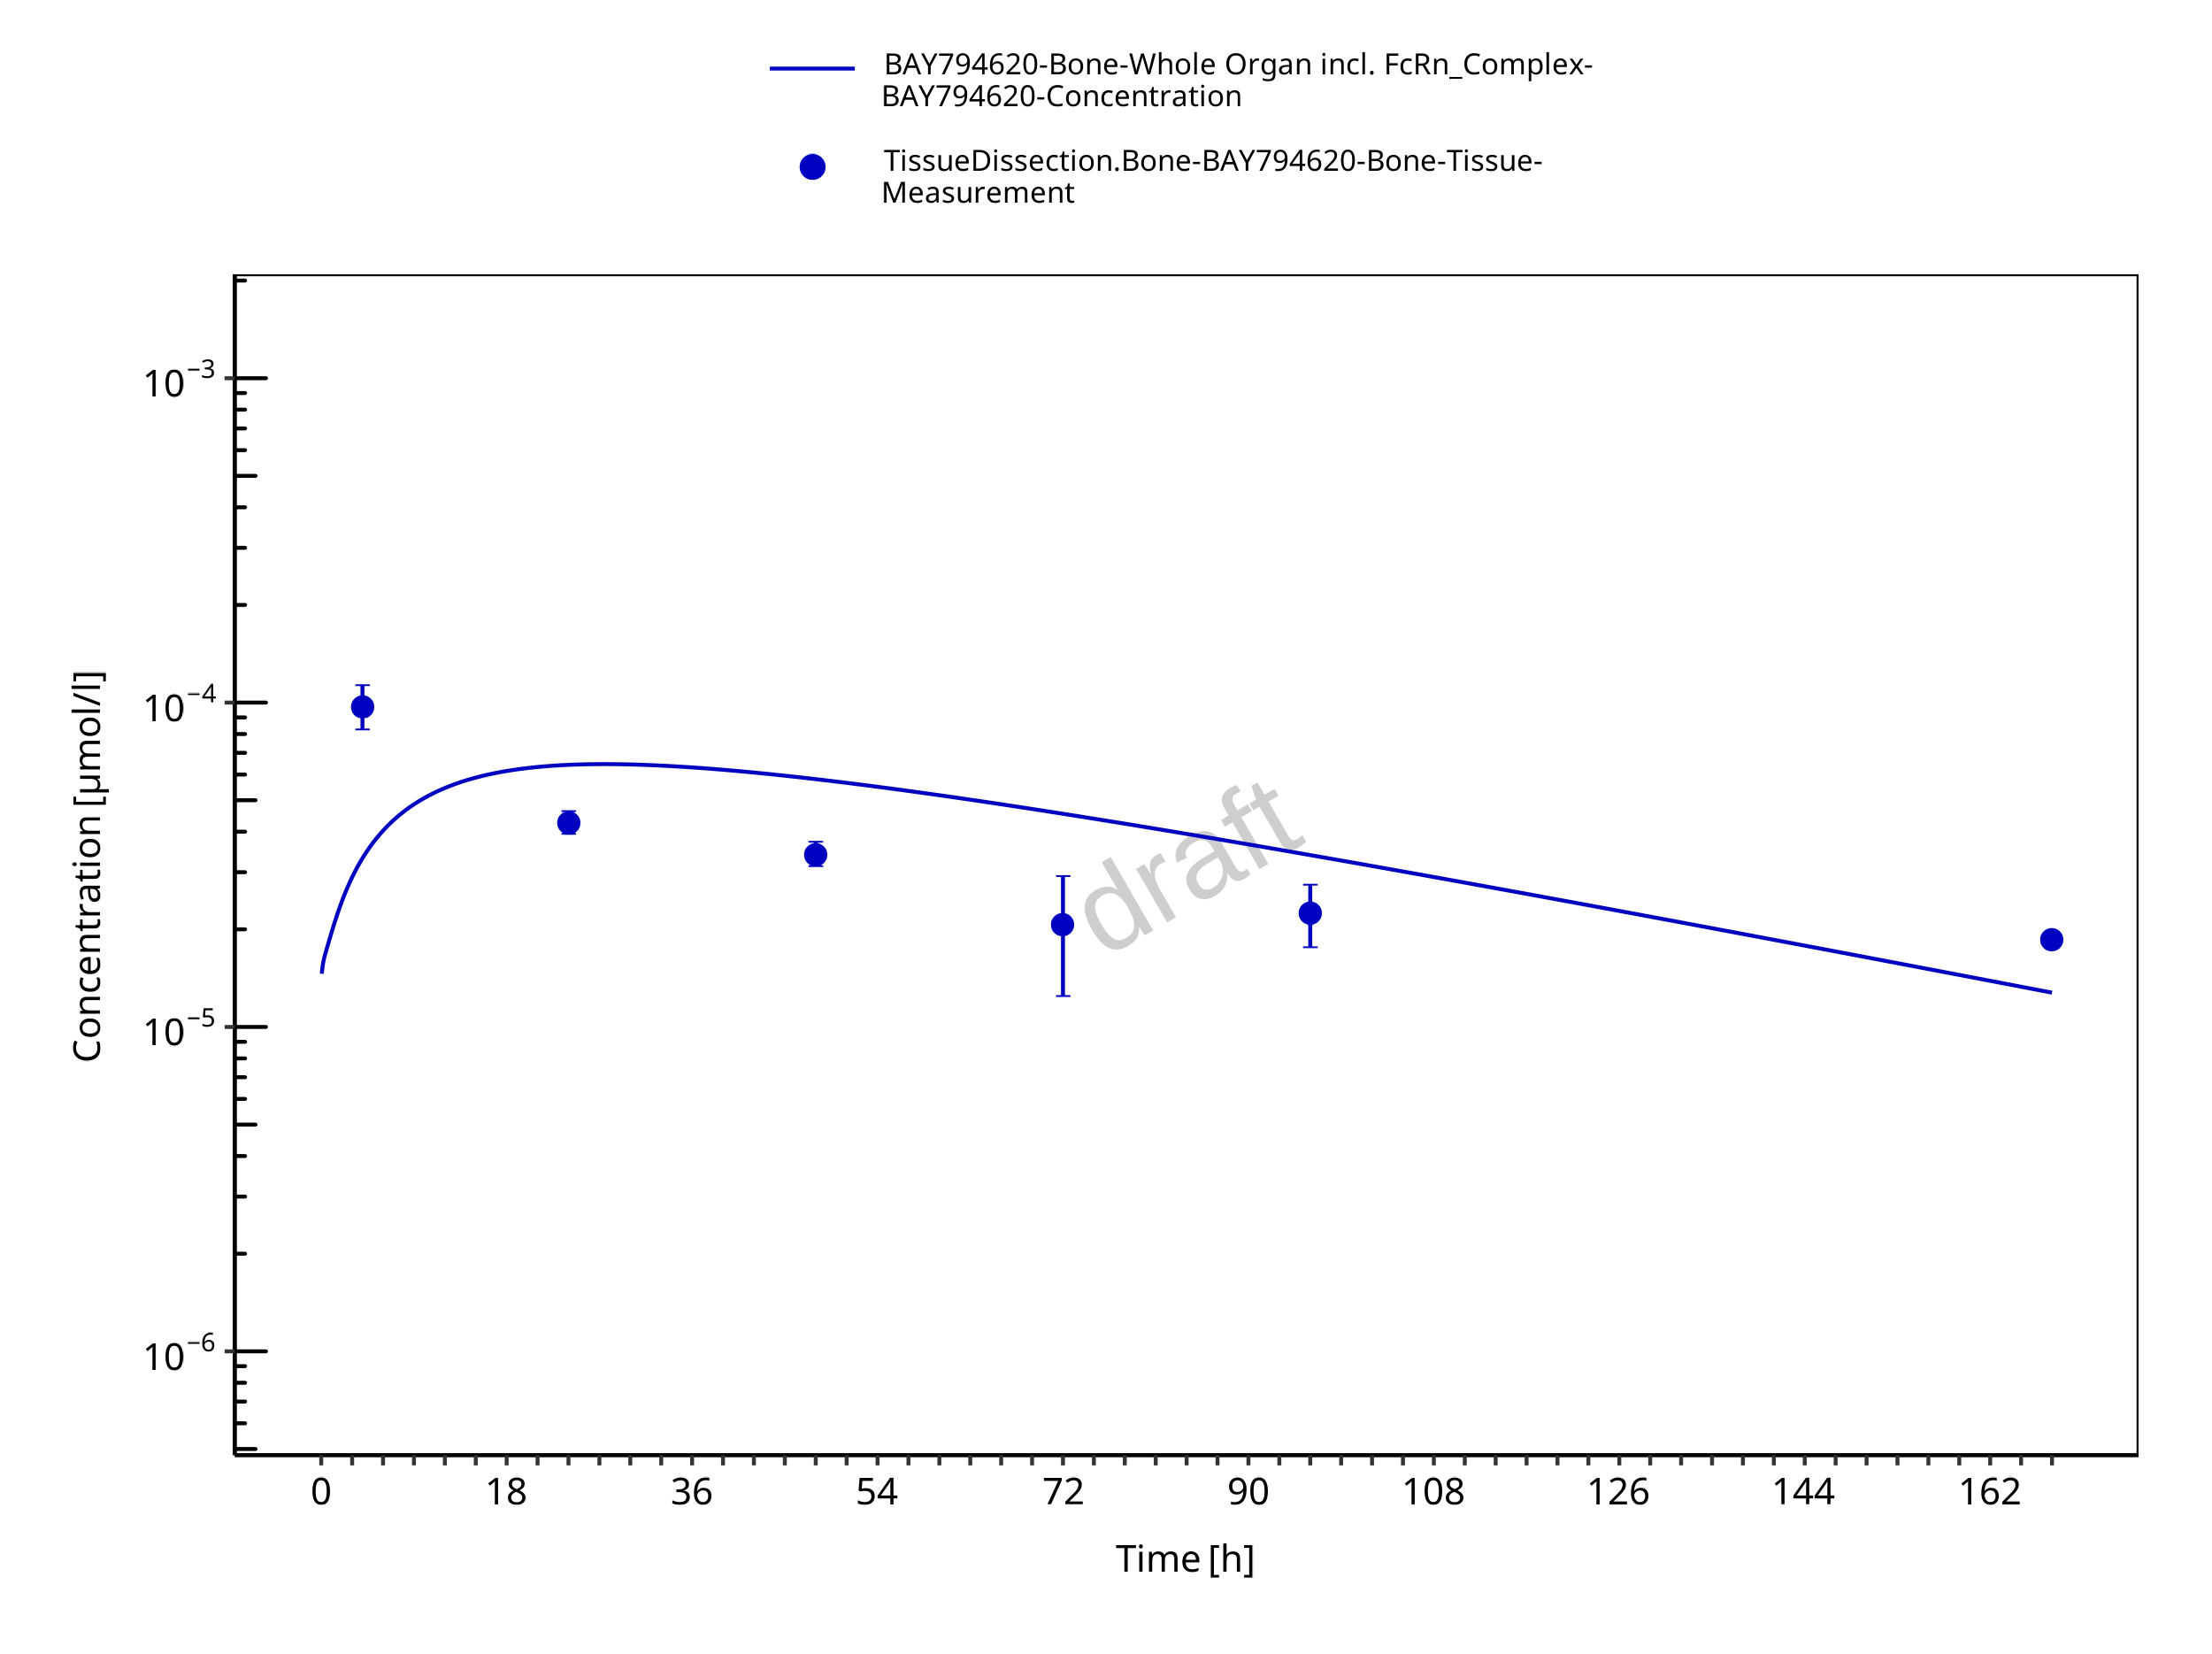 BAY794620-Bone-Whole Organ incl. FcRn_Complex-
BAY794620-Concentration
TissueDissection.Bone-BAY794620-Bone-Tissue-
Measurement
10⁻³
10⁻⁴
10⁻⁵
10⁻⁶
Concentration [µmol/l]
draft
0 18 36 54 72 90 108 126 144 162
Time [h]